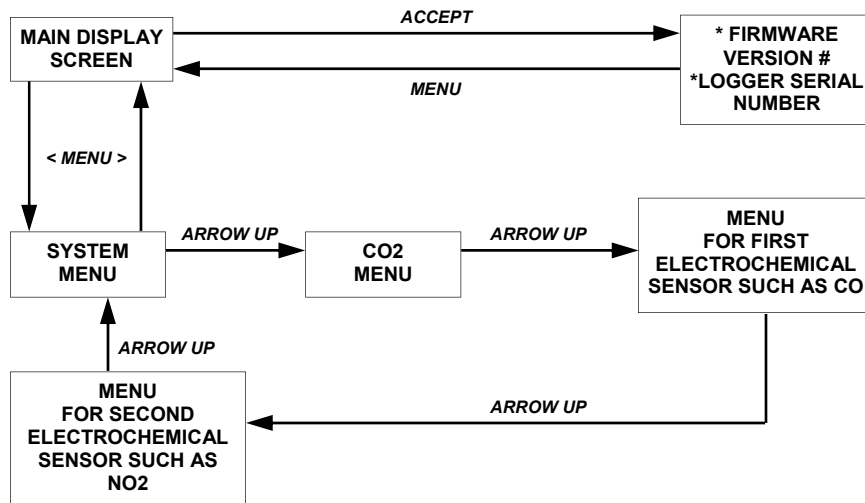 ACCEPT
MAIN DISPLAY
SCREEN
* FIRMWARE
VERSION #
*LOGGER SERIAL
NUMBER
MENU
< MENU >
SYSTEM
MENU
ARROW UP
CO2
MENU
ARROW UP
MENU
FOR FIRST
ELECTROCHEMICAL
SENSOR SUCH AS CO
ARROW UP
MENU
FOR SECOND
ELECTROCHEMICAL
SENSOR SUCH AS
NO2
ARROW UP